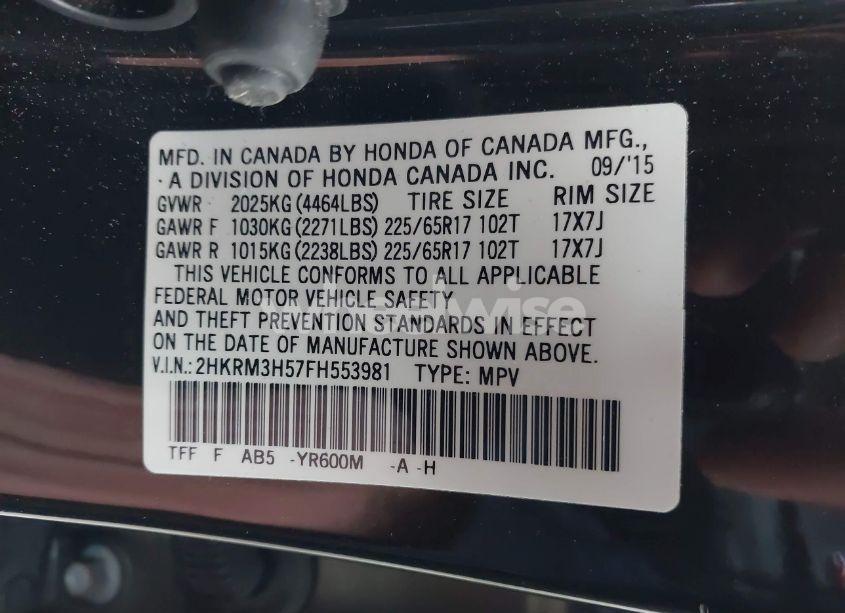 MFD. IN CANADA BY HONDA OF CANADA MFG.,
A DIVISION OF HONDA CANADA INC. 09/'15
GVWR 2025KG(4464LBS) TIRE SIZE RIM SIZE
GAWR F 1030KG(2271LBS) 225/65R17 102T 17X7J
GAWR R 1015KG(2238LBS) 225/65R17 102T 17X7J
THIS VEHICLE CONFORMS TO ALL APPLICABLE
FEDERAL MOTOR VEHICLE SAFETY
AND THEFT PREVENTION STANDARDS IN EFFECT
ON THE DATE OF MANUFACTURE SHOWN ABOVE.
V.I.N.:2HKRM3H57FH553981 TYPE: MPV
TFF F AB5 -YR600M -A -H